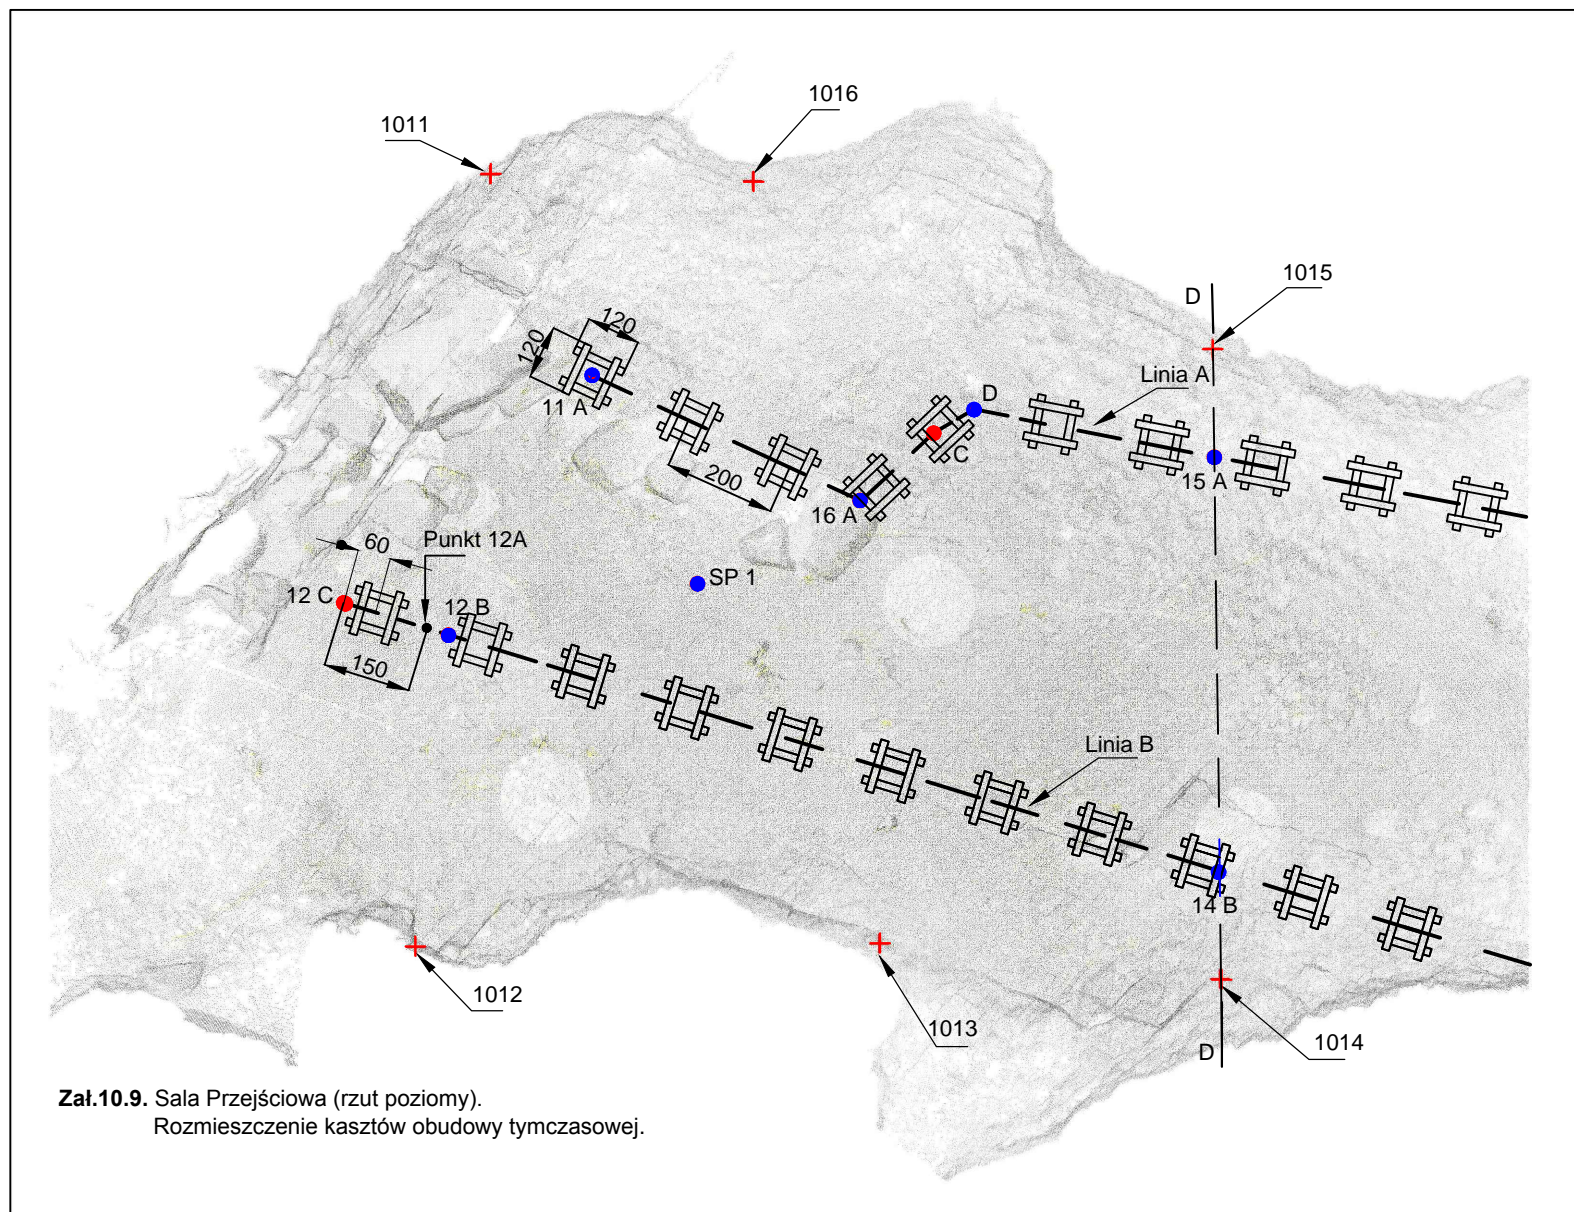 1016
1011
1015
D
120
120
Linia A
D
11 A
C
200
15 A
16 A
Punkt 12A
60
SP 1
12 C
12 B
150
Linia B
14 B
1012
1013
1014
D
Zał.10.9. Sala Przejściowa (rzut poziomy).
Rozmieszczenie kasztów obudowy tymczasowej.